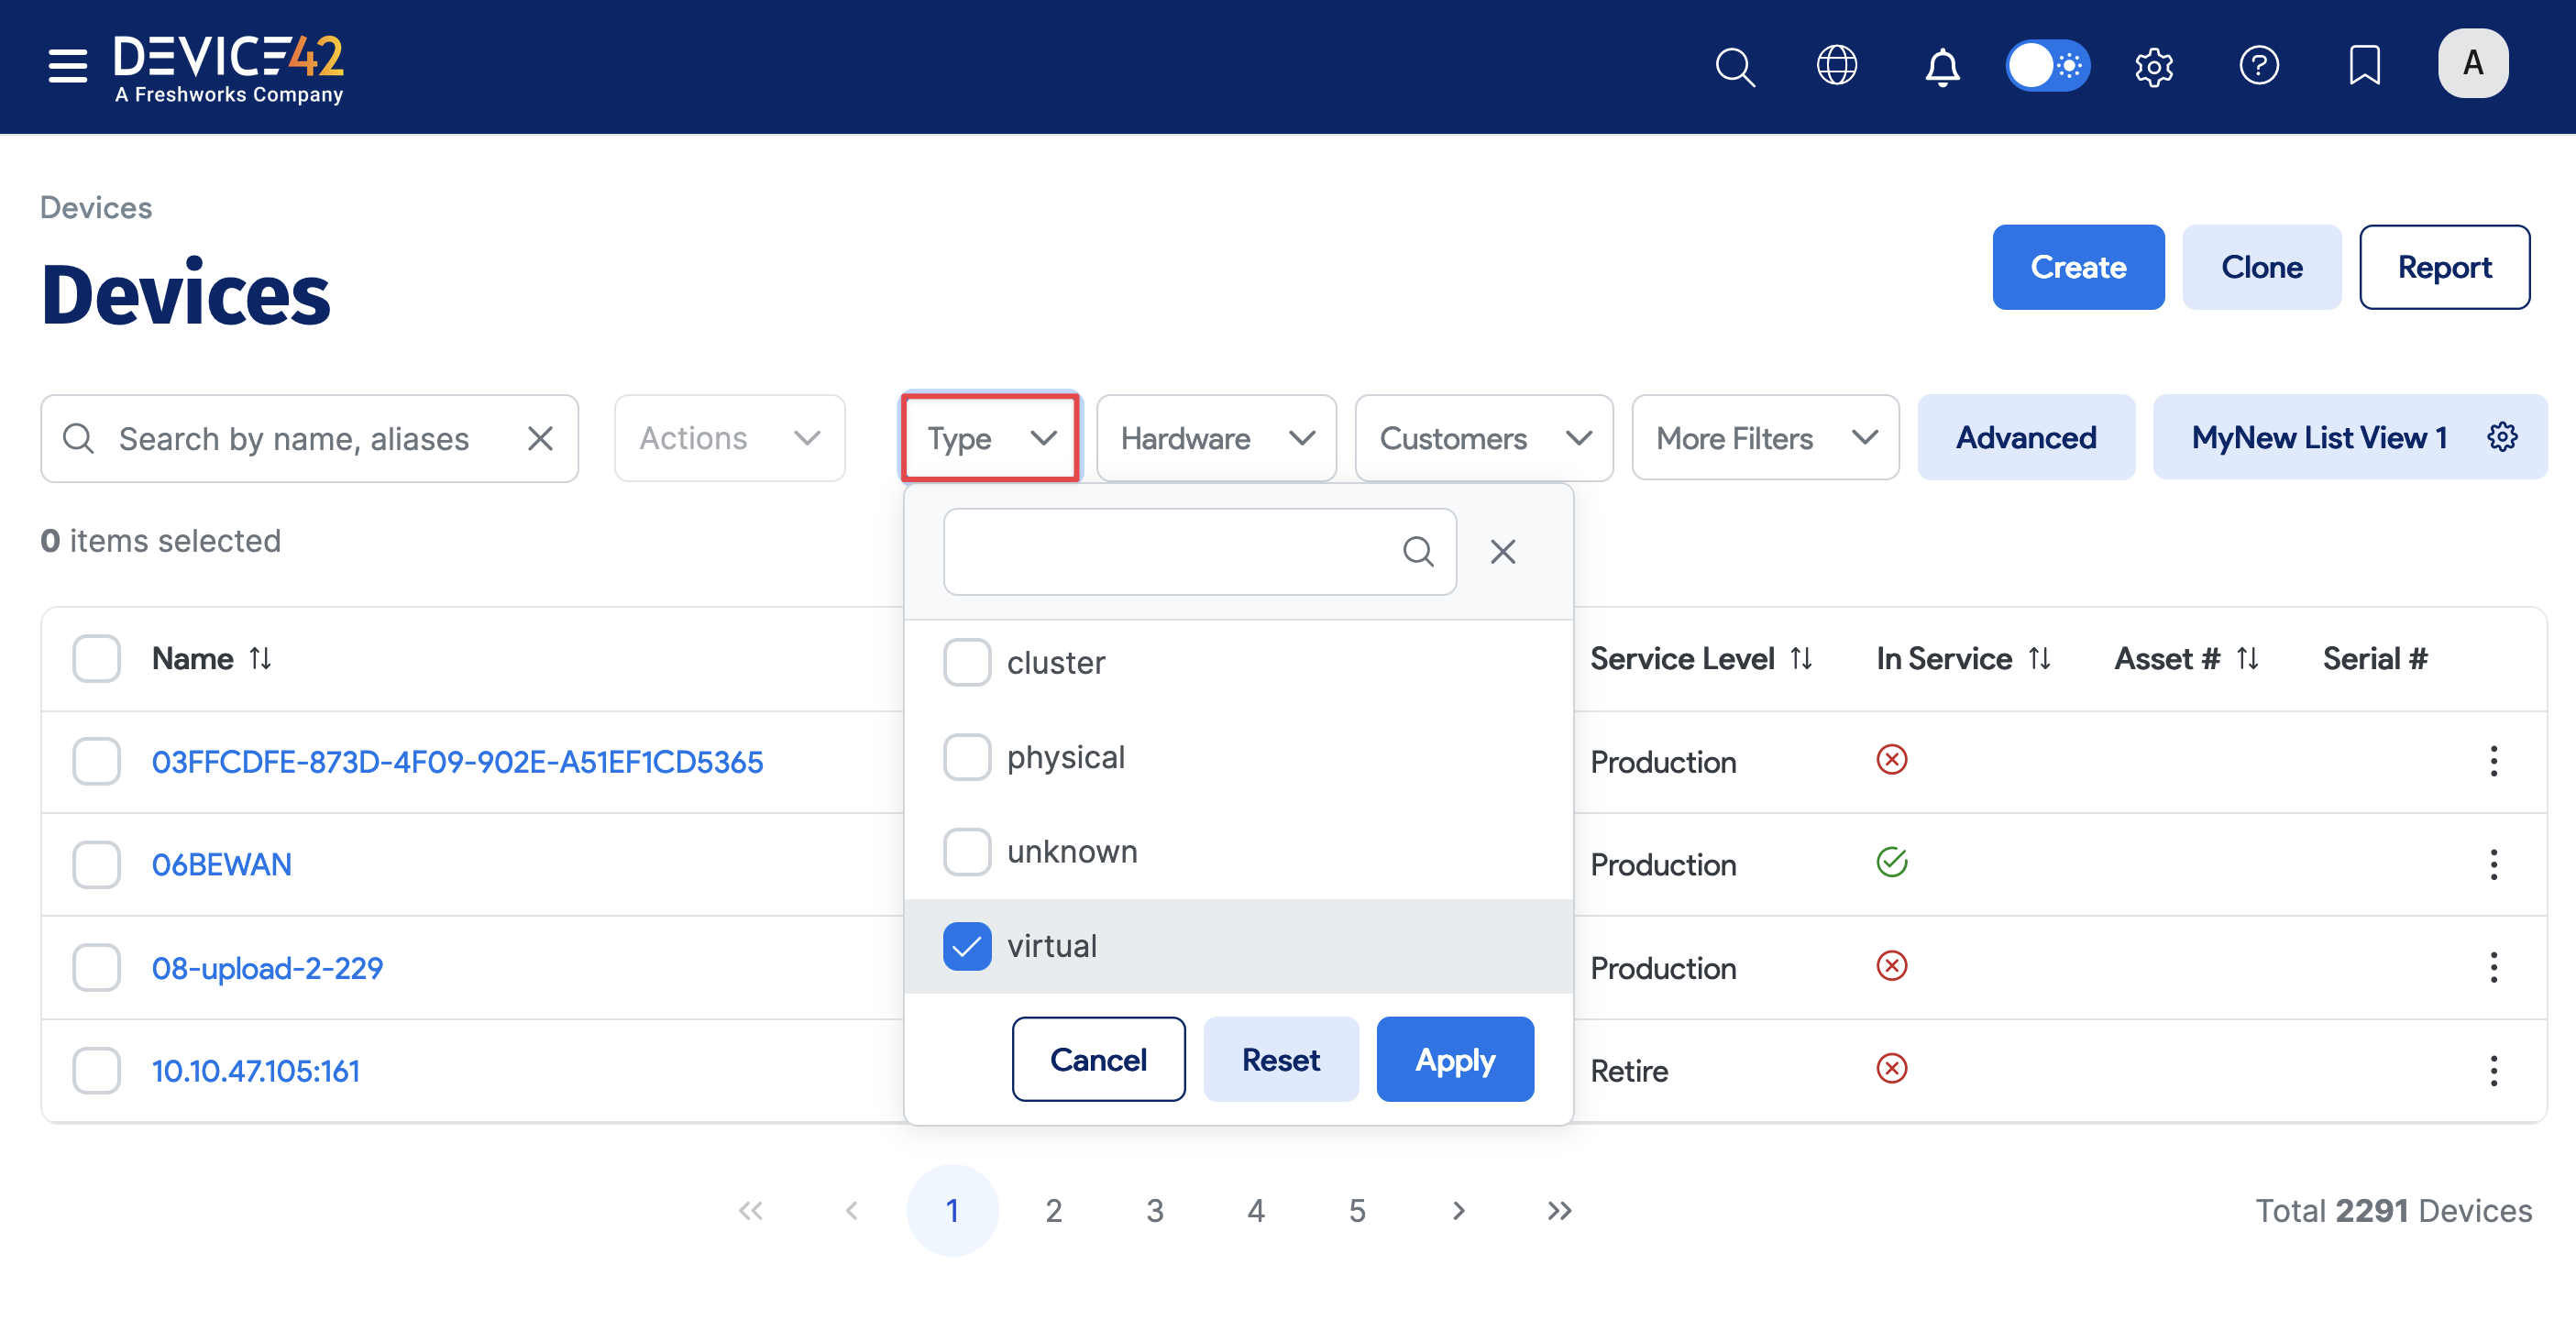 DEVICE42
A Freshworks Company
A
Devices
Devices
Create
Clone
Report
Search by name, aliases
Actions
Type
Hardware
Customers
More Filters
Advanced
MyNew List View 1
0 items selected
Name
Service Level
In Service
Asset #
Serial #
cluster
physical
unknown
virtual
Cancel
Reset
Apply
03FFCDFE-873D-4F09-902E-A51EF1CD5365
Production
06BEWAN
Production
08-upload-2-229
Production
10.10.47.105:161
Retire
1 2 3 4 5
Total 2291 Devices